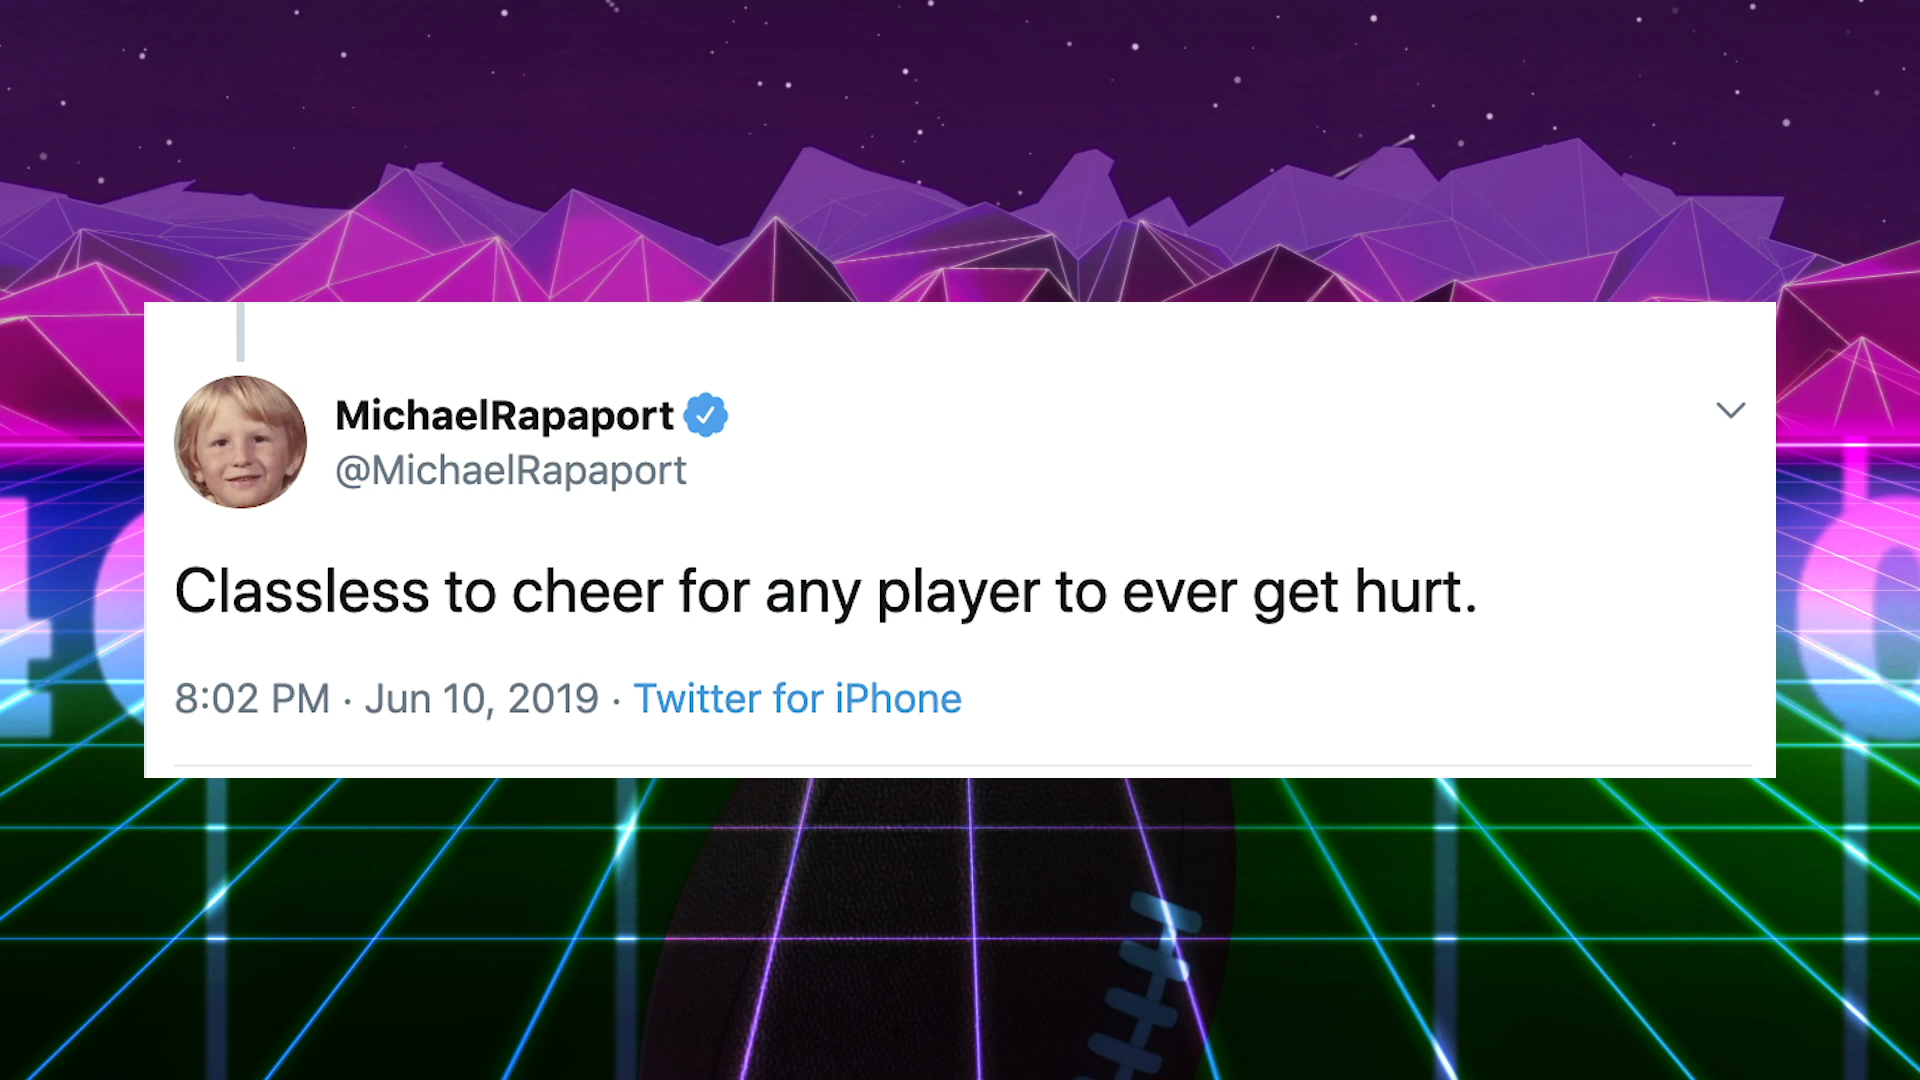 MichaelRapaport
@MichaelRapaport
Classless to cheer for any player to ever get hurt.
8:02 PM · Jun 10, 2019 · Twitter for iPhone